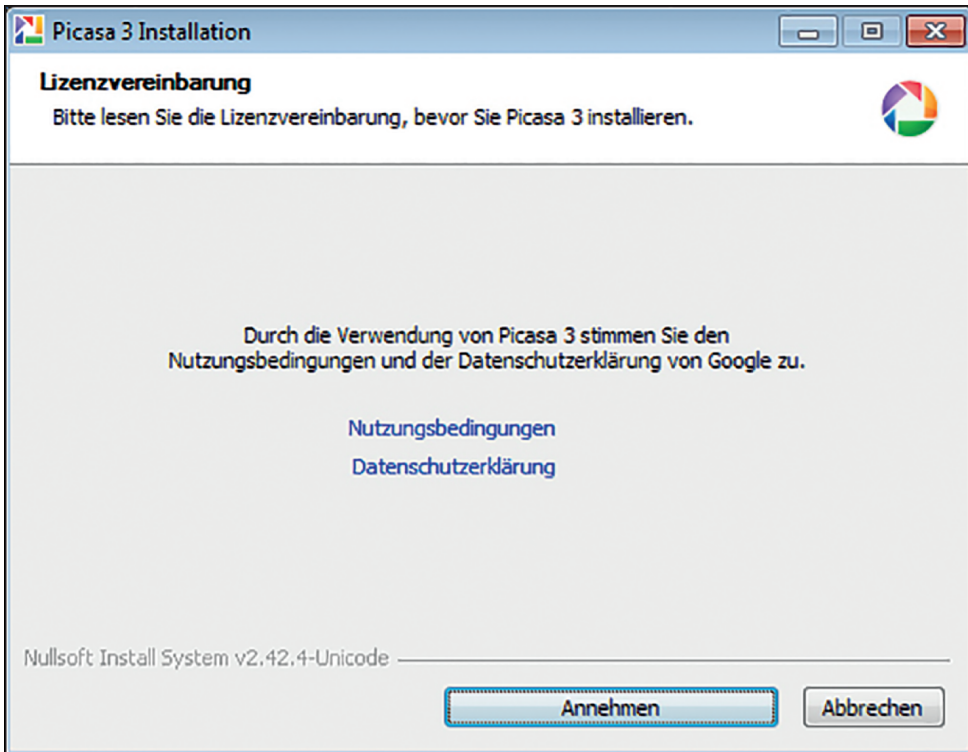 Picasa 3 Installation
Lizenzvereinbarung
Bitte lesen Sie die Lizenzvereinbarung, bevor Sie Picasa 3 installieren.
Durch die Verwendung von Picasa 3 stimmen Sie den
Nutzungsbedingungen und der Datenschutzerklärung von Google zu.
Nutzungsbedingungen
Datenschutzerklärung
Nullsoft Install System v2.42.4-Unicode
Annehmen
Abbrechen